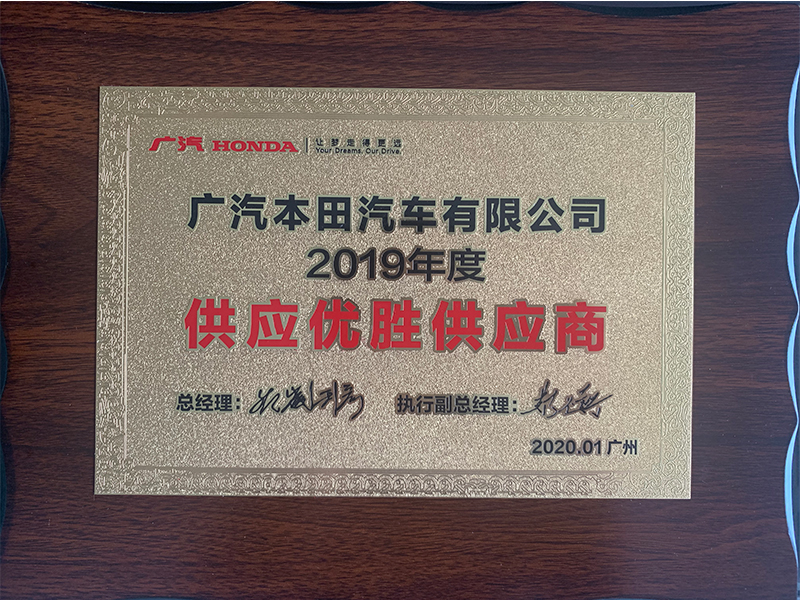 广汽 HONDA 让梦走得更远
Your Dreams. Our Drive.
广汽本田汽车有限公司
2019年度
供应优胜供应商
总经理： 执行副总经理：
2020.01 广州